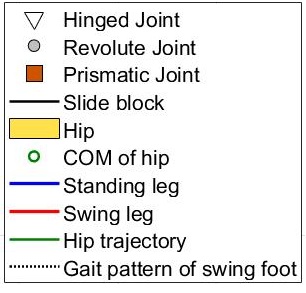 Hinged Joint
Revolute Joint
Prismatic Joint
Slide block
Hip
COM of hip
Standing leg
Swing leg
Hip trajectory
Gait pattern of swing foot